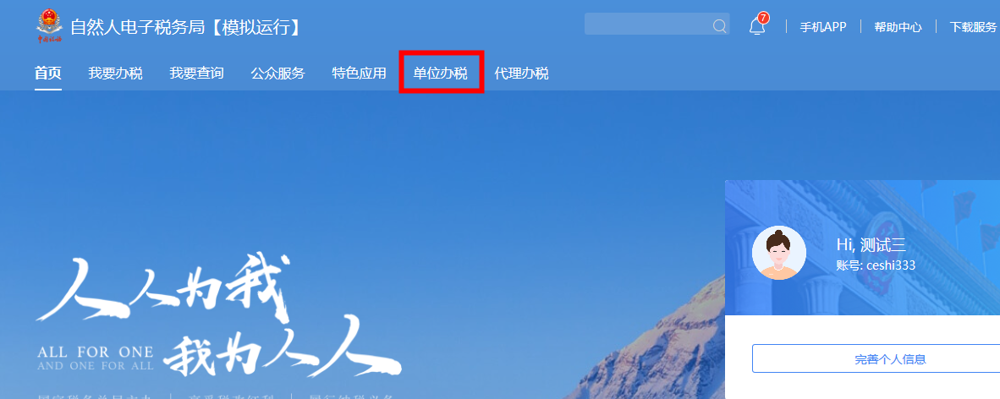 中国税务
自然人电子税务局【模拟运行】
7
手机APP
帮助中心
下载服务
首页
我要办税
我要查询
公众服务
特色应用
单位办税
代理办税
人人为我
ALL FOR ONE
AND ONE FOR ALL
我为人人
Hi, 测试三
账号: ceshi333
完善个人信息